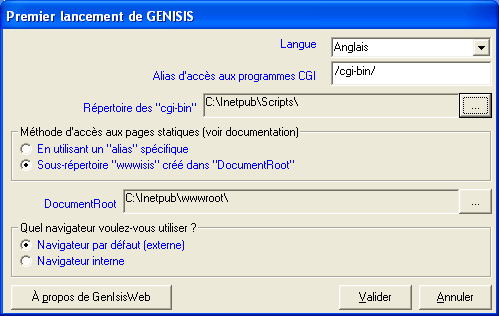 Premier lancement de GENISIS
Langue Anglais
Alias d'accès aux programmes CGI /cgi-bin/
Répertoire des "cgi-bin" C:\Inetpub\Scripts\ ...
Méthode d'accès aux pages statiques (voir documentation)
En utilisant un "alias" spécifique
Sous-répertoire "wwwisis" créé dans "DocumentRoot"
DocumentRoot C:\Inetpub\wwwroot\ ...
Quel navigateur voulez-vous utiliser ?
Navigateur par défaut (externe)
Navigateur interne
À propos de GenIsisWeb Valider Annuler